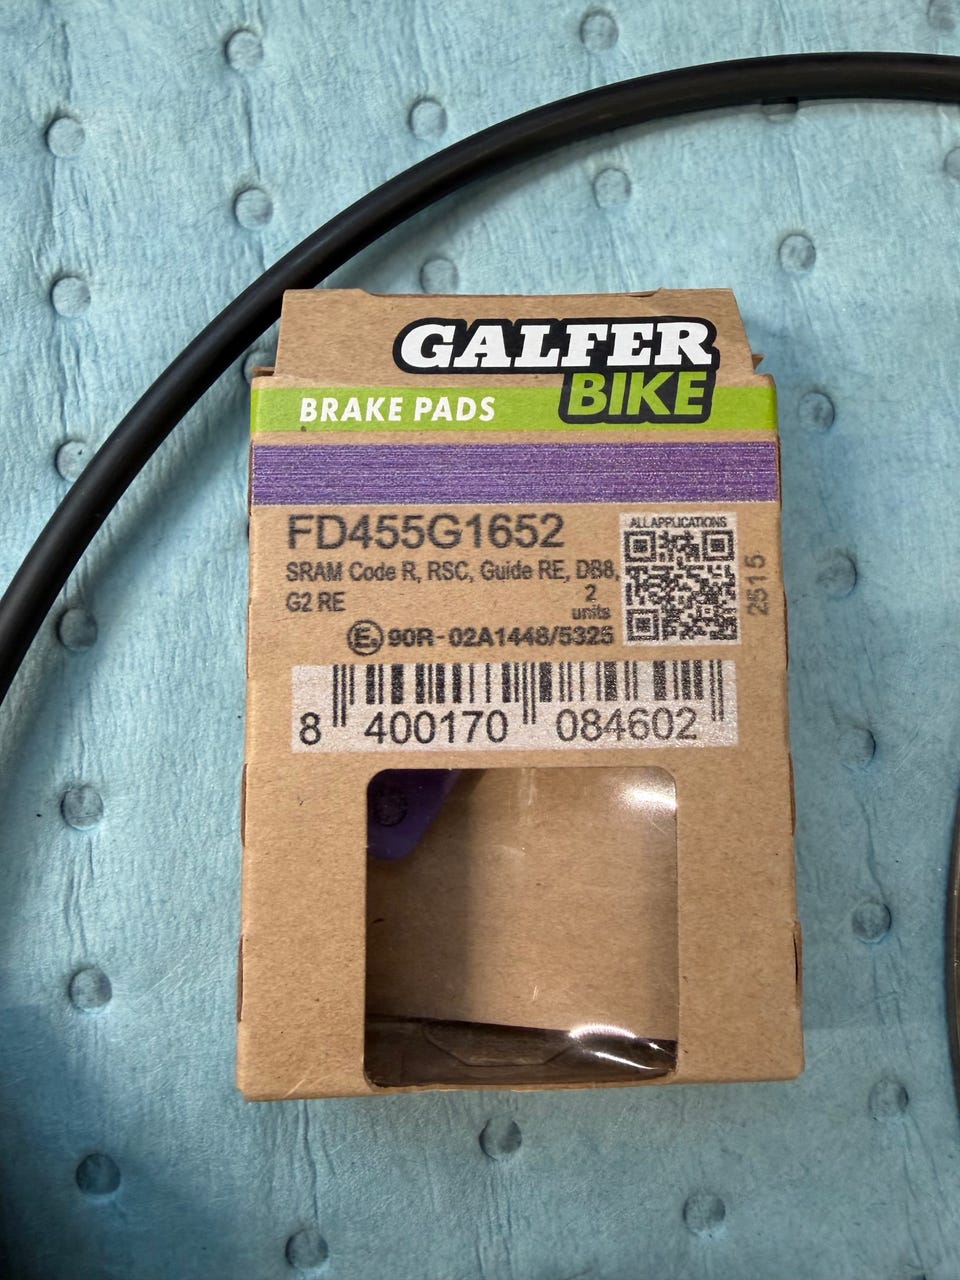 GALFER
BIKE
BRAKE PADS
FD455G1652
ALL APPLICATIONS
SRAM Code R, RSC, Guide RE, DB8,
G2 RE
2
units
2515
E9 90R-02A1448/5325
8 400170 084602